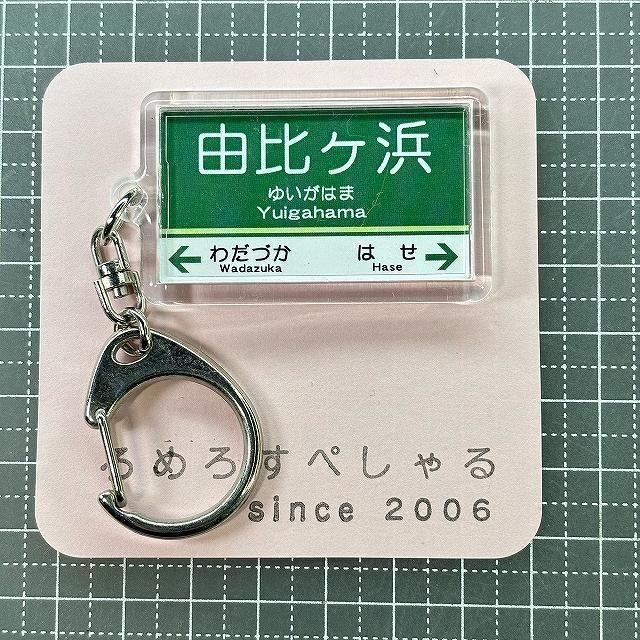 由比ヶ浜
ゆいがはま
Yuigahama
わだづか はせ
Wadazuka Hase
ろめろすぺしゃる
since 2006